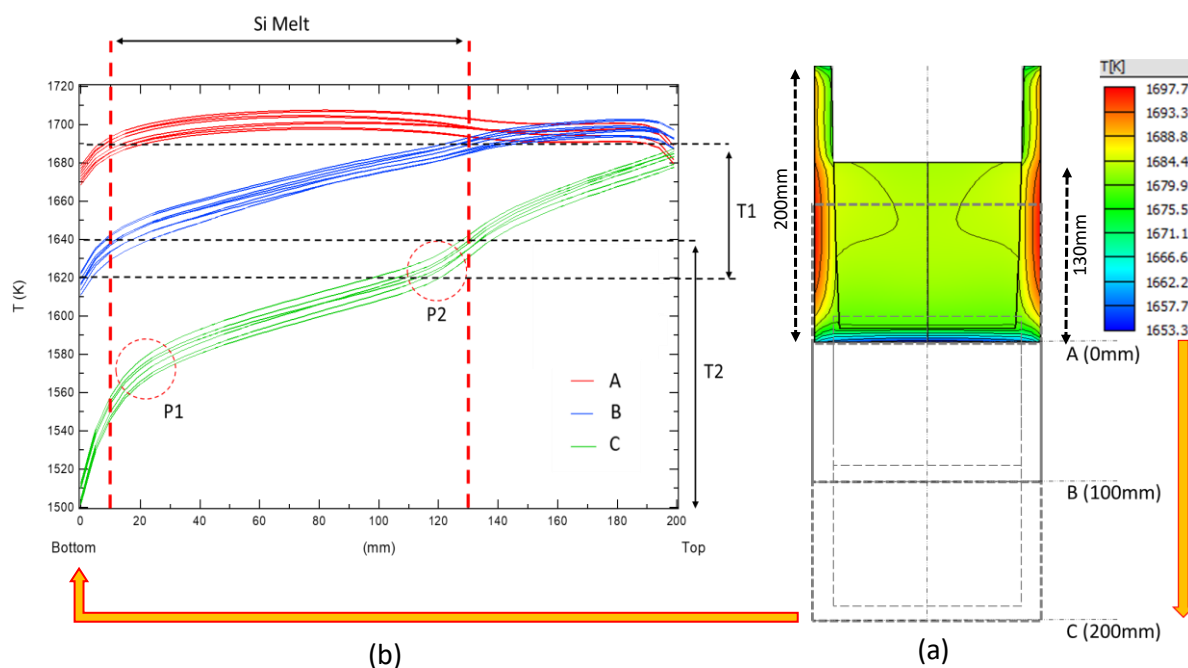 Si Melt
1720
1700
1680
1660
1640
1620
1600
1580
1560
1540
1520
1500
T (K)
P1
P2
A
B
C
T1
T2
0
20
40
60
80
100
120
140
160
180
200
Bottom
(mm)
Top
(b)
200mm
130mm
T[K]
1697.7
1693.3
1688.8
1684.4
1679.9
1675.5
1671.1
1666.6
1662.2
1657.7
1653.3
A (0mm)
B (100mm)
C (200mm)
(a)